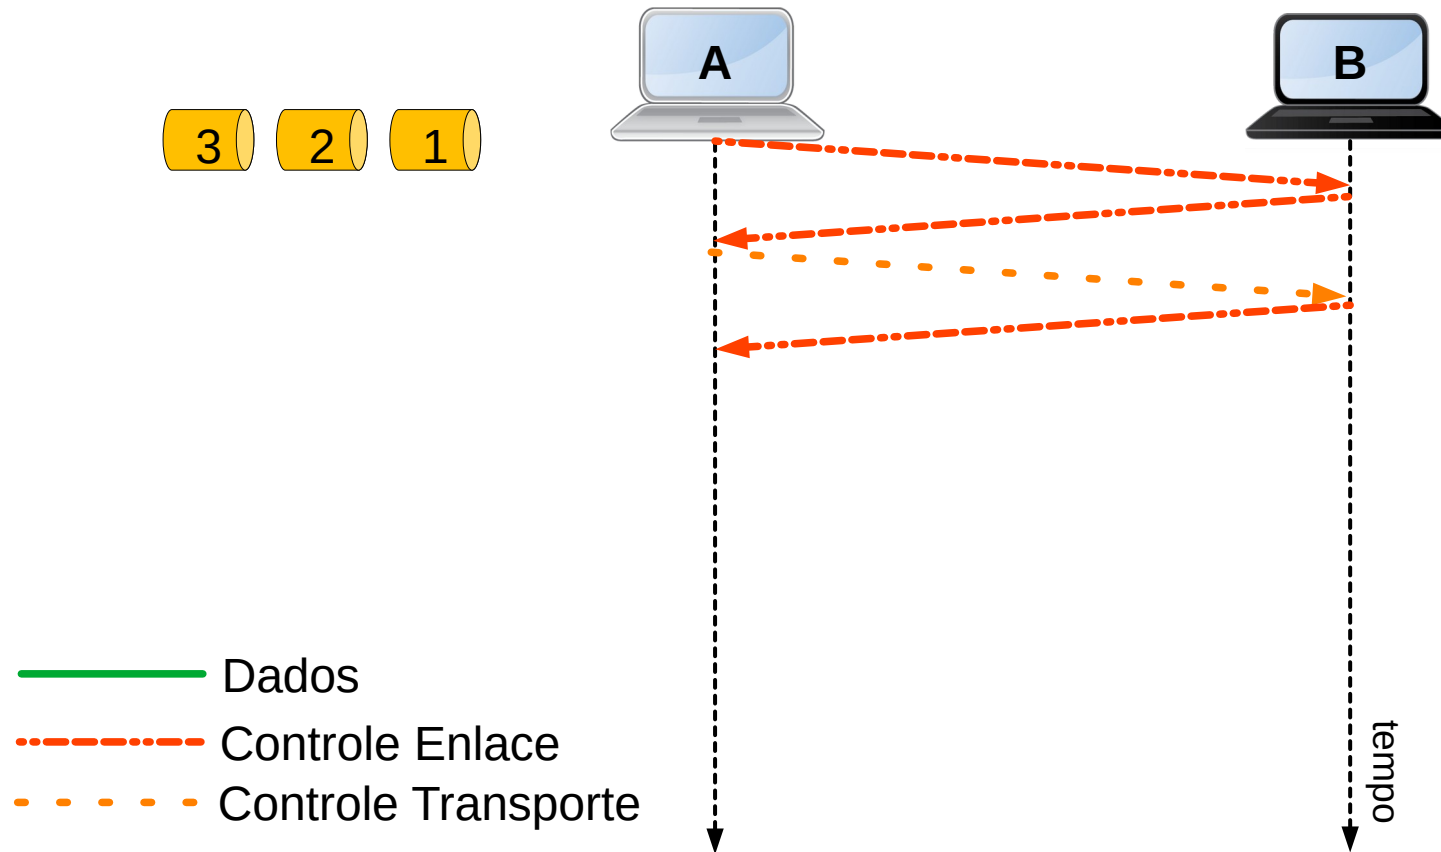 A
B
3 2 1
Dados
Controle Enlace
Controle Transporte
tempo